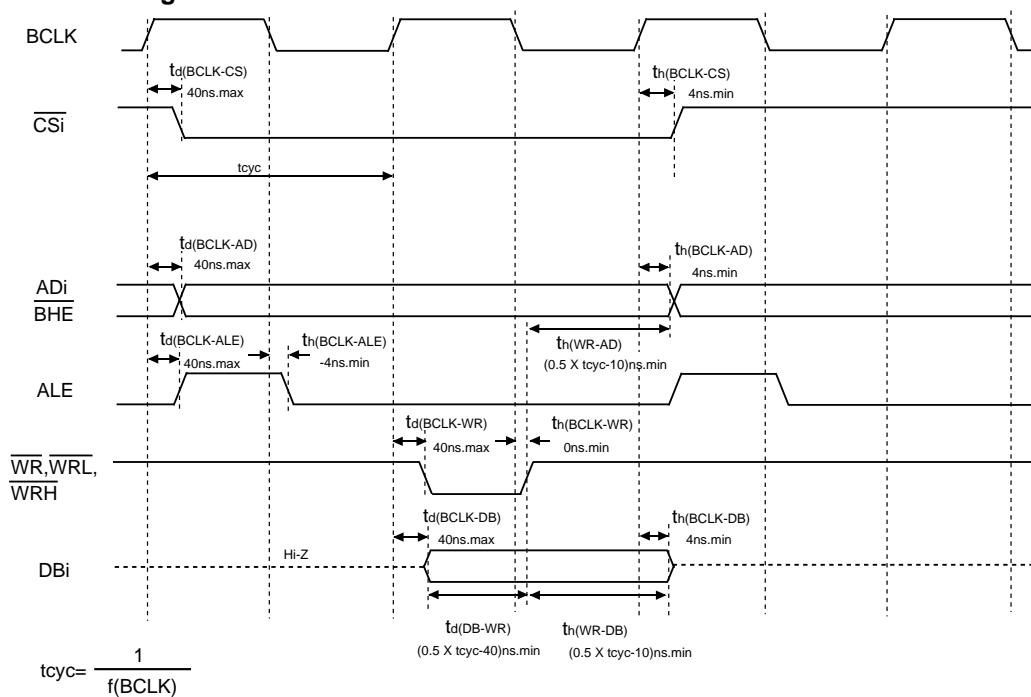 BCLK
td(BCLK-CS)
40ns.max
th(BCLK-CS)
4ns.min
CSi
tcyc
td(BCLK-AD)
40ns.max
th(BCLK-AD)
4ns.min
ADi
BHE
td(BCLK-ALE)
40ns.max
th(BCLK-ALE)
-4ns.min
th(WR-AD)
(0.5 X tcyc-10)ns.min
ALE
td(BCLK-WR)
40ns.max
th(BCLK-WR)
0ns.min
WR,WRL,
WRH
td(BCLK-DB)
40ns.max
th(BCLK-DB)
4ns.min
Hi-Z
DBi
td(DB-WR)
(0.5 X tcyc-40)ns.min
th(WR-DB)
(0.5 X tcyc-10)ns.min
tcyc= 1
f(BCLK)